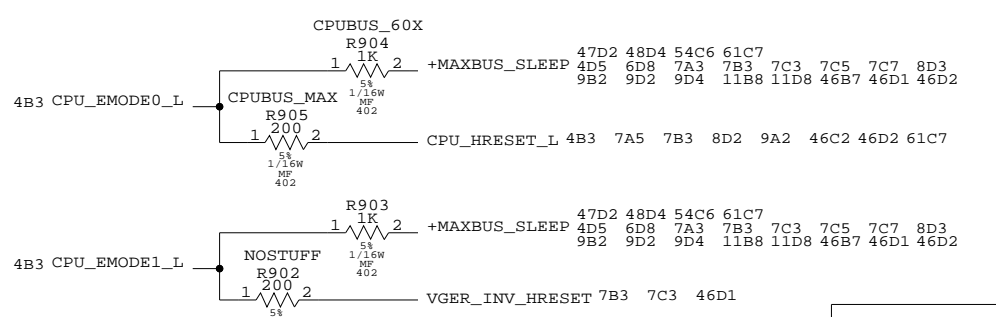 CPUBUS_60X
R904
1K
1 2
5%
1/16W
MF
402
+MAXBUS_SLEEP
47D2 48D4 54C6 61C7
4D5 6D8 7A3 7B3 7C3 7C5 7C7 8D3
9B2 9D2 9D4 11B8 11D8 46B7 46D1 46D2
4B3 CPU_EMODE0_L
CPUBUS_MAX
R905
200
1 2
5%
1/16W
MF
402
CPU_HRESET_L 4B3 7A5 7B3 8D2 9A2 46C2 46D2 61C7
R903
1K
1 2
5%
1/16W
MF
402
+MAXBUS_SLEEP
47D2 48D4 54C6 61C7
4D5 6D8 7A3 7B3 7C3 7C5 7C7 8D3
9B2 9D2 9D4 11B8 11D8 46B7 46D1 46D2
4B3 CPU_EMODE1_L
NOSTUFF
R902
200
1 2
5%
VGER_INV_HRESET 7B3 7C3 46D1